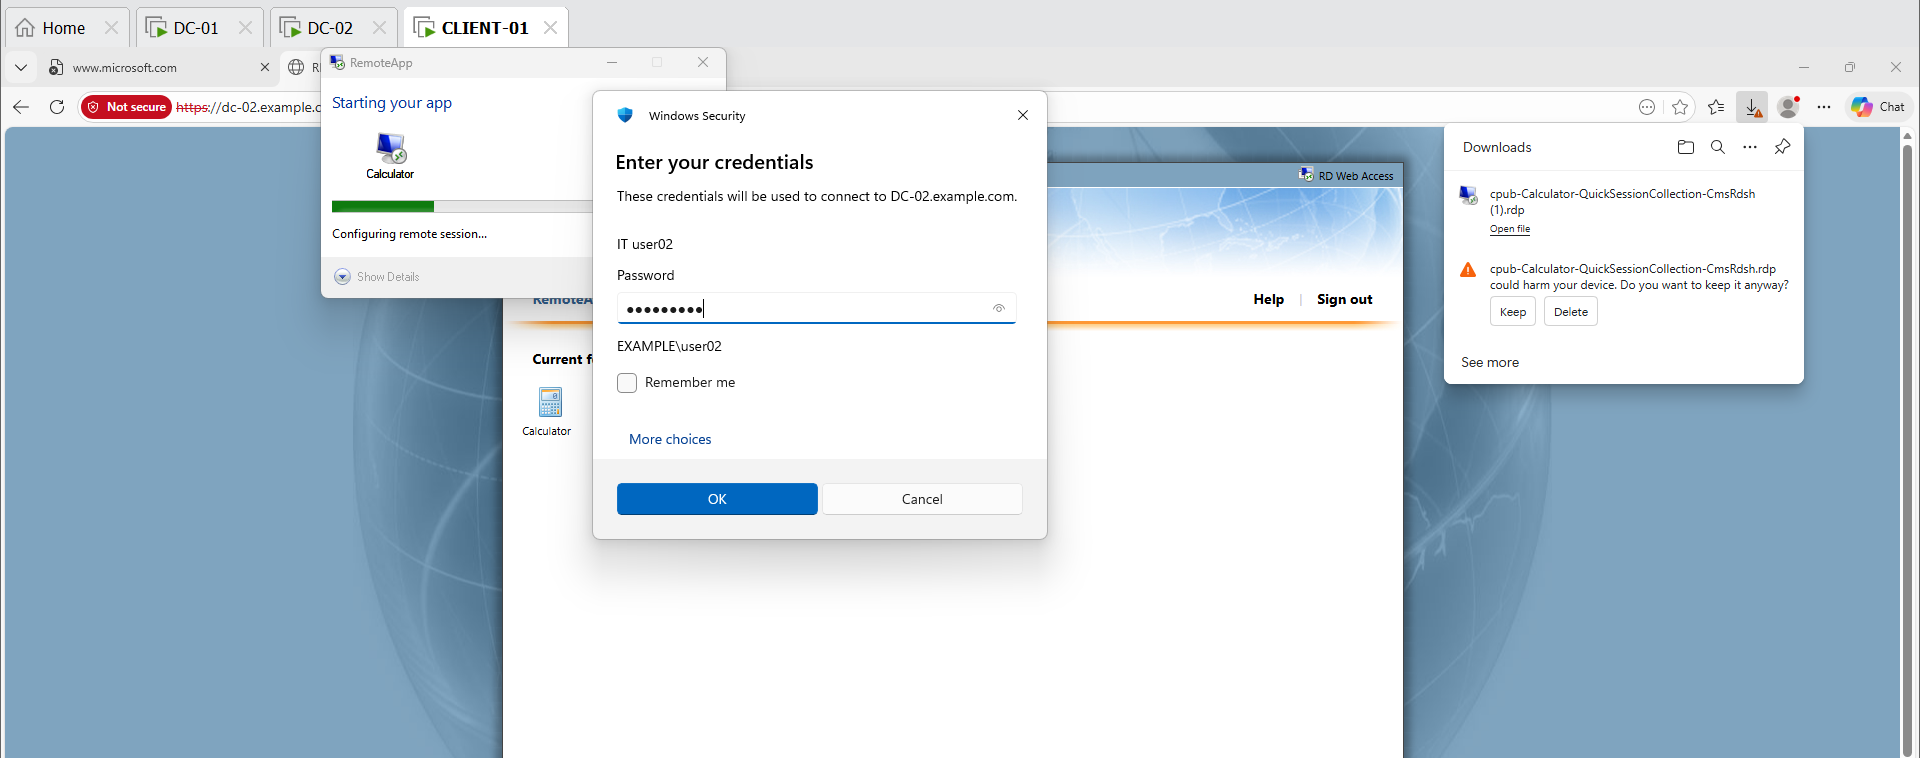 Home
DC-01
DC-02
CLIENT-01
www.microsoft.com
RemoteApp
Not secure
https://dc-02.example.c
Chat
Starting your app
Calculator
Configuring remote session...
Show Details
Windows Security
Enter your credentials
These credentials will be used to connect to DC-02.example.com.
IT user02
Password
EXAMPLE\user02
Remember me
More choices
OK
Cancel
RD Web Access
RemoteA
Help | Sign out
Current f
Calculator
Downloads
cpub-Calculator-QuickSessionCollection-CmsRdsh
(1).rdp
Open file
cpub-Calculator-QuickSessionCollection-CmsRdsh.rdp
could harm your device. Do you want to keep it anyway?
Keep
Delete
See more